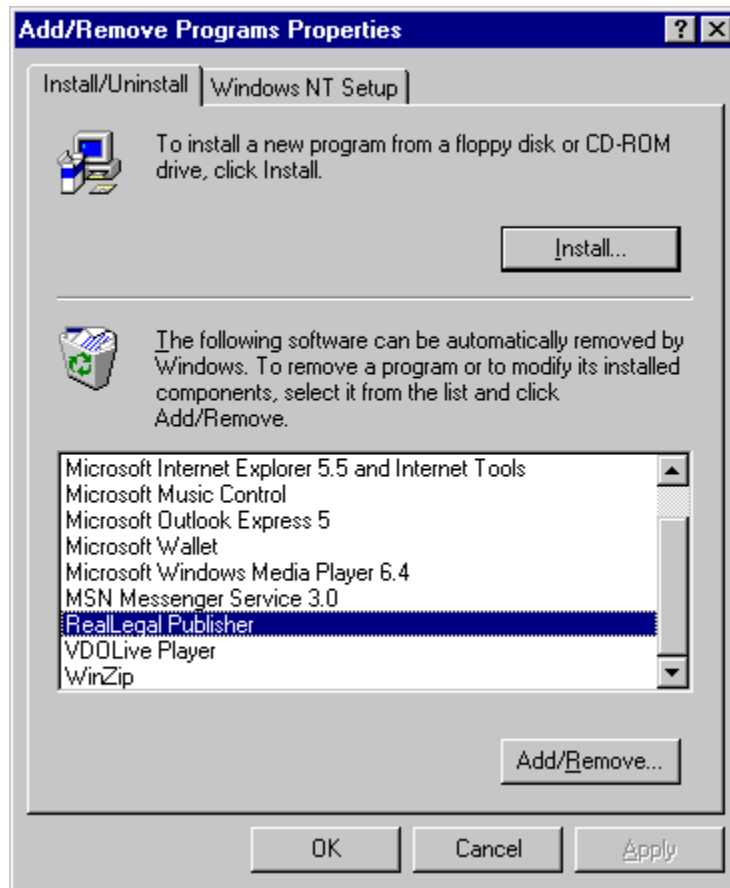 Add/Remove Programs Properties
Install/Uninstall
Windows NT Setup
To install a new program from a floppy disk or CD-ROM
drive, click Install.
Install...
The following software can be automatically removed by
Windows. To remove a program or to modify its installed
components, select it from the list and click
Add/Remove.
Microsoft Internet Explorer 5.5 and Internet Tools
Microsoft Music Control
Microsoft Outlook Express 5
Microsoft Wallet
Microsoft Windows Media Player 6.4
MSN Messenger Service 3.0
RealLegal Publisher
VDOLive Player
WinZip
Add/Remove...
OK
Cancel
Apply